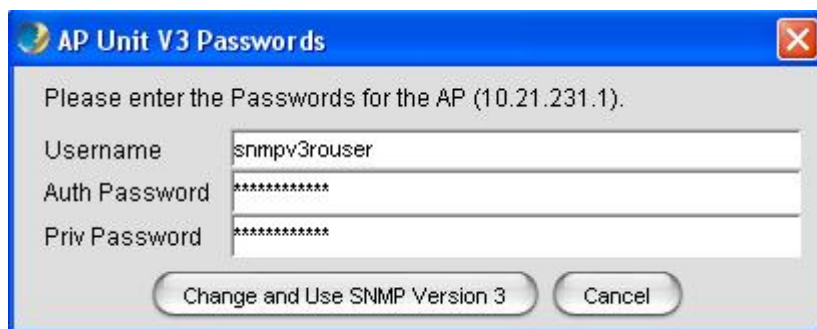 AP Unit V3 Passwords
Please enter the Passwords for the AP (10.21.231.1).
Username snmpv3rouser
Auth Password ************
Priv Password ************
Change and Use SNMP Version 3 Cancel